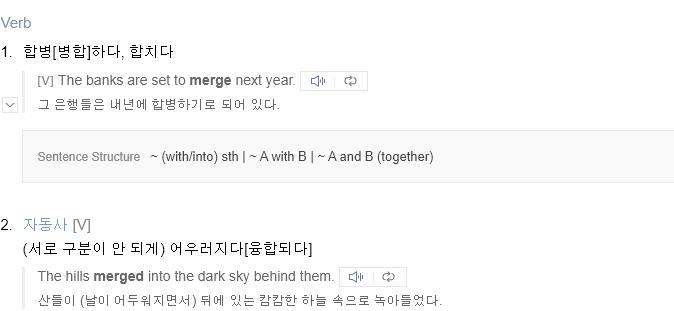 Verb
1. 합병[병합]하다, 합치다
[V] The banks are set to merge next year.
그 은행들은 내년에 합병하기로 되어 있다.
Sentence Structure ~ (with/into) sth | ~ A with B | ~ A and B (together)
2. 자동사 [V]
(서로 구분이 안 되게) 어우러지다[융합되다]
The hills merged into the dark sky behind them.
산들이 (날이 어두워지면서) 뒤에 있는 캄캄한 하늘 속으로 녹아들었다.